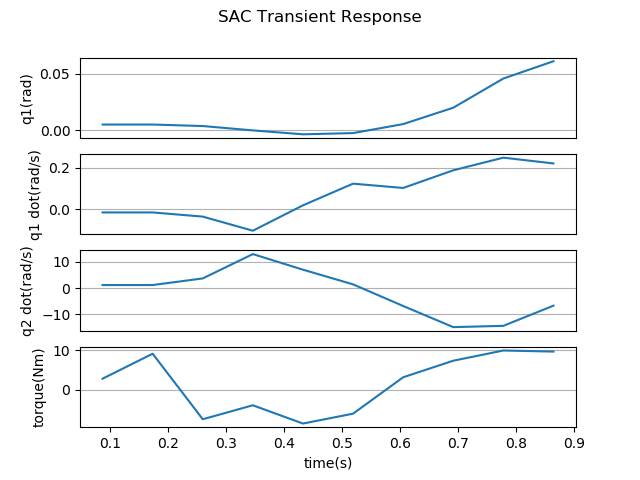 SAC Transient Response
q1(rad)
0.05
0.00
q1 dot(rad/s)
0.2
0.0
q2 dot(rad/s)
10
0
−10
torque(Nm)
10
0
0.1 0.2 0.3 0.4 0.5 0.6 0.7 0.8 0.9
time(s)